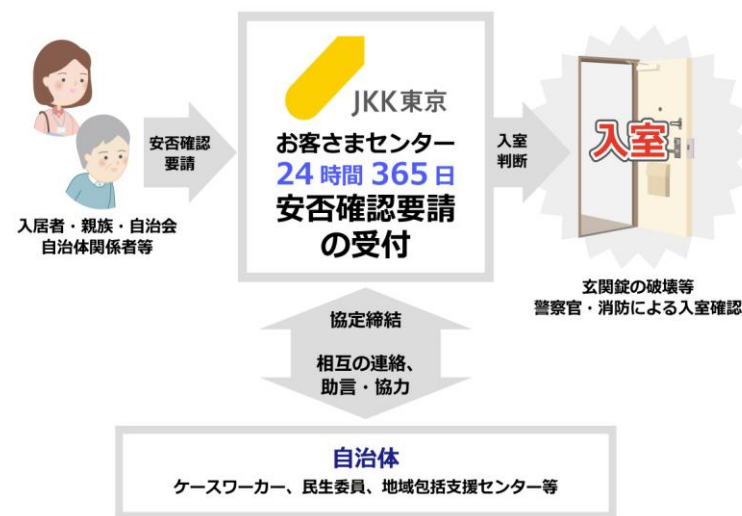 JKK東京
お客さまセンター
24時間 365日
安否確認要請
の受付
安否確認
要請
入居者・親族・自治会
自治体関係者等
入室
判断
入室
玄関錠の破壊等
警察官・消防による入室確認
協定締結
相互の連絡、
助言・協力
自治体
ケースワーカー、民生委員、地域包括支援センター等